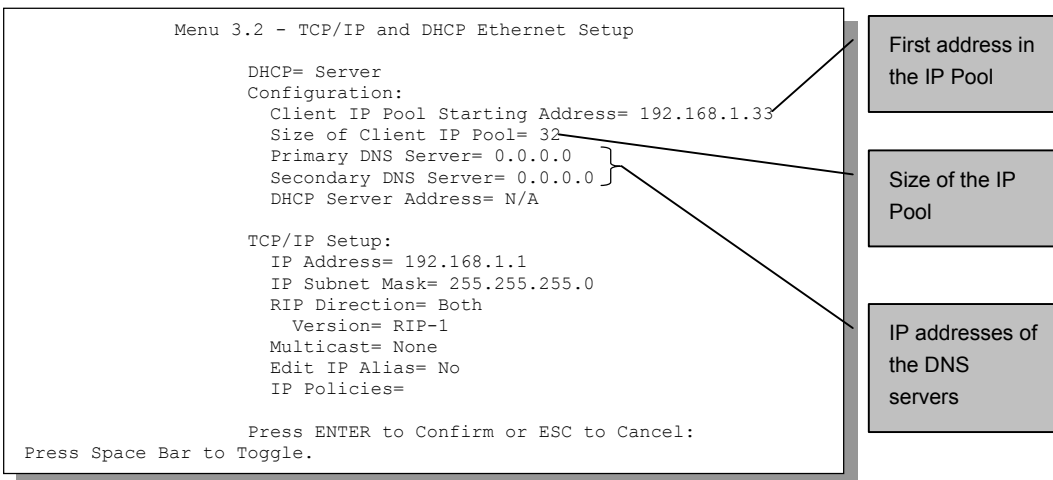 Menu 3.2 - TCP/IP and DHCP Ethernet Setup
DHCP= Server
Configuration:
Client IP Pool Starting Address= 192.168.1.33
Size of Client IP Pool= 32
Primary DNS Server= 0.0.0.0
Secondary DNS Server= 0.0.0.0
DHCP Server Address= N/A
TCP/IP Setup:
IP Address= 192.168.1.1
IP Subnet Mask= 255.255.255.0
RIP Direction= Both
Version= RIP-1
Multicast= None
Edit IP Alias= No
IP Policies=
Press ENTER to Confirm or ESC to Cancel:
Press Space Bar to Toggle.
First address in
the IP Pool
Size of the IP
Pool
IP addresses of
the DNS
servers